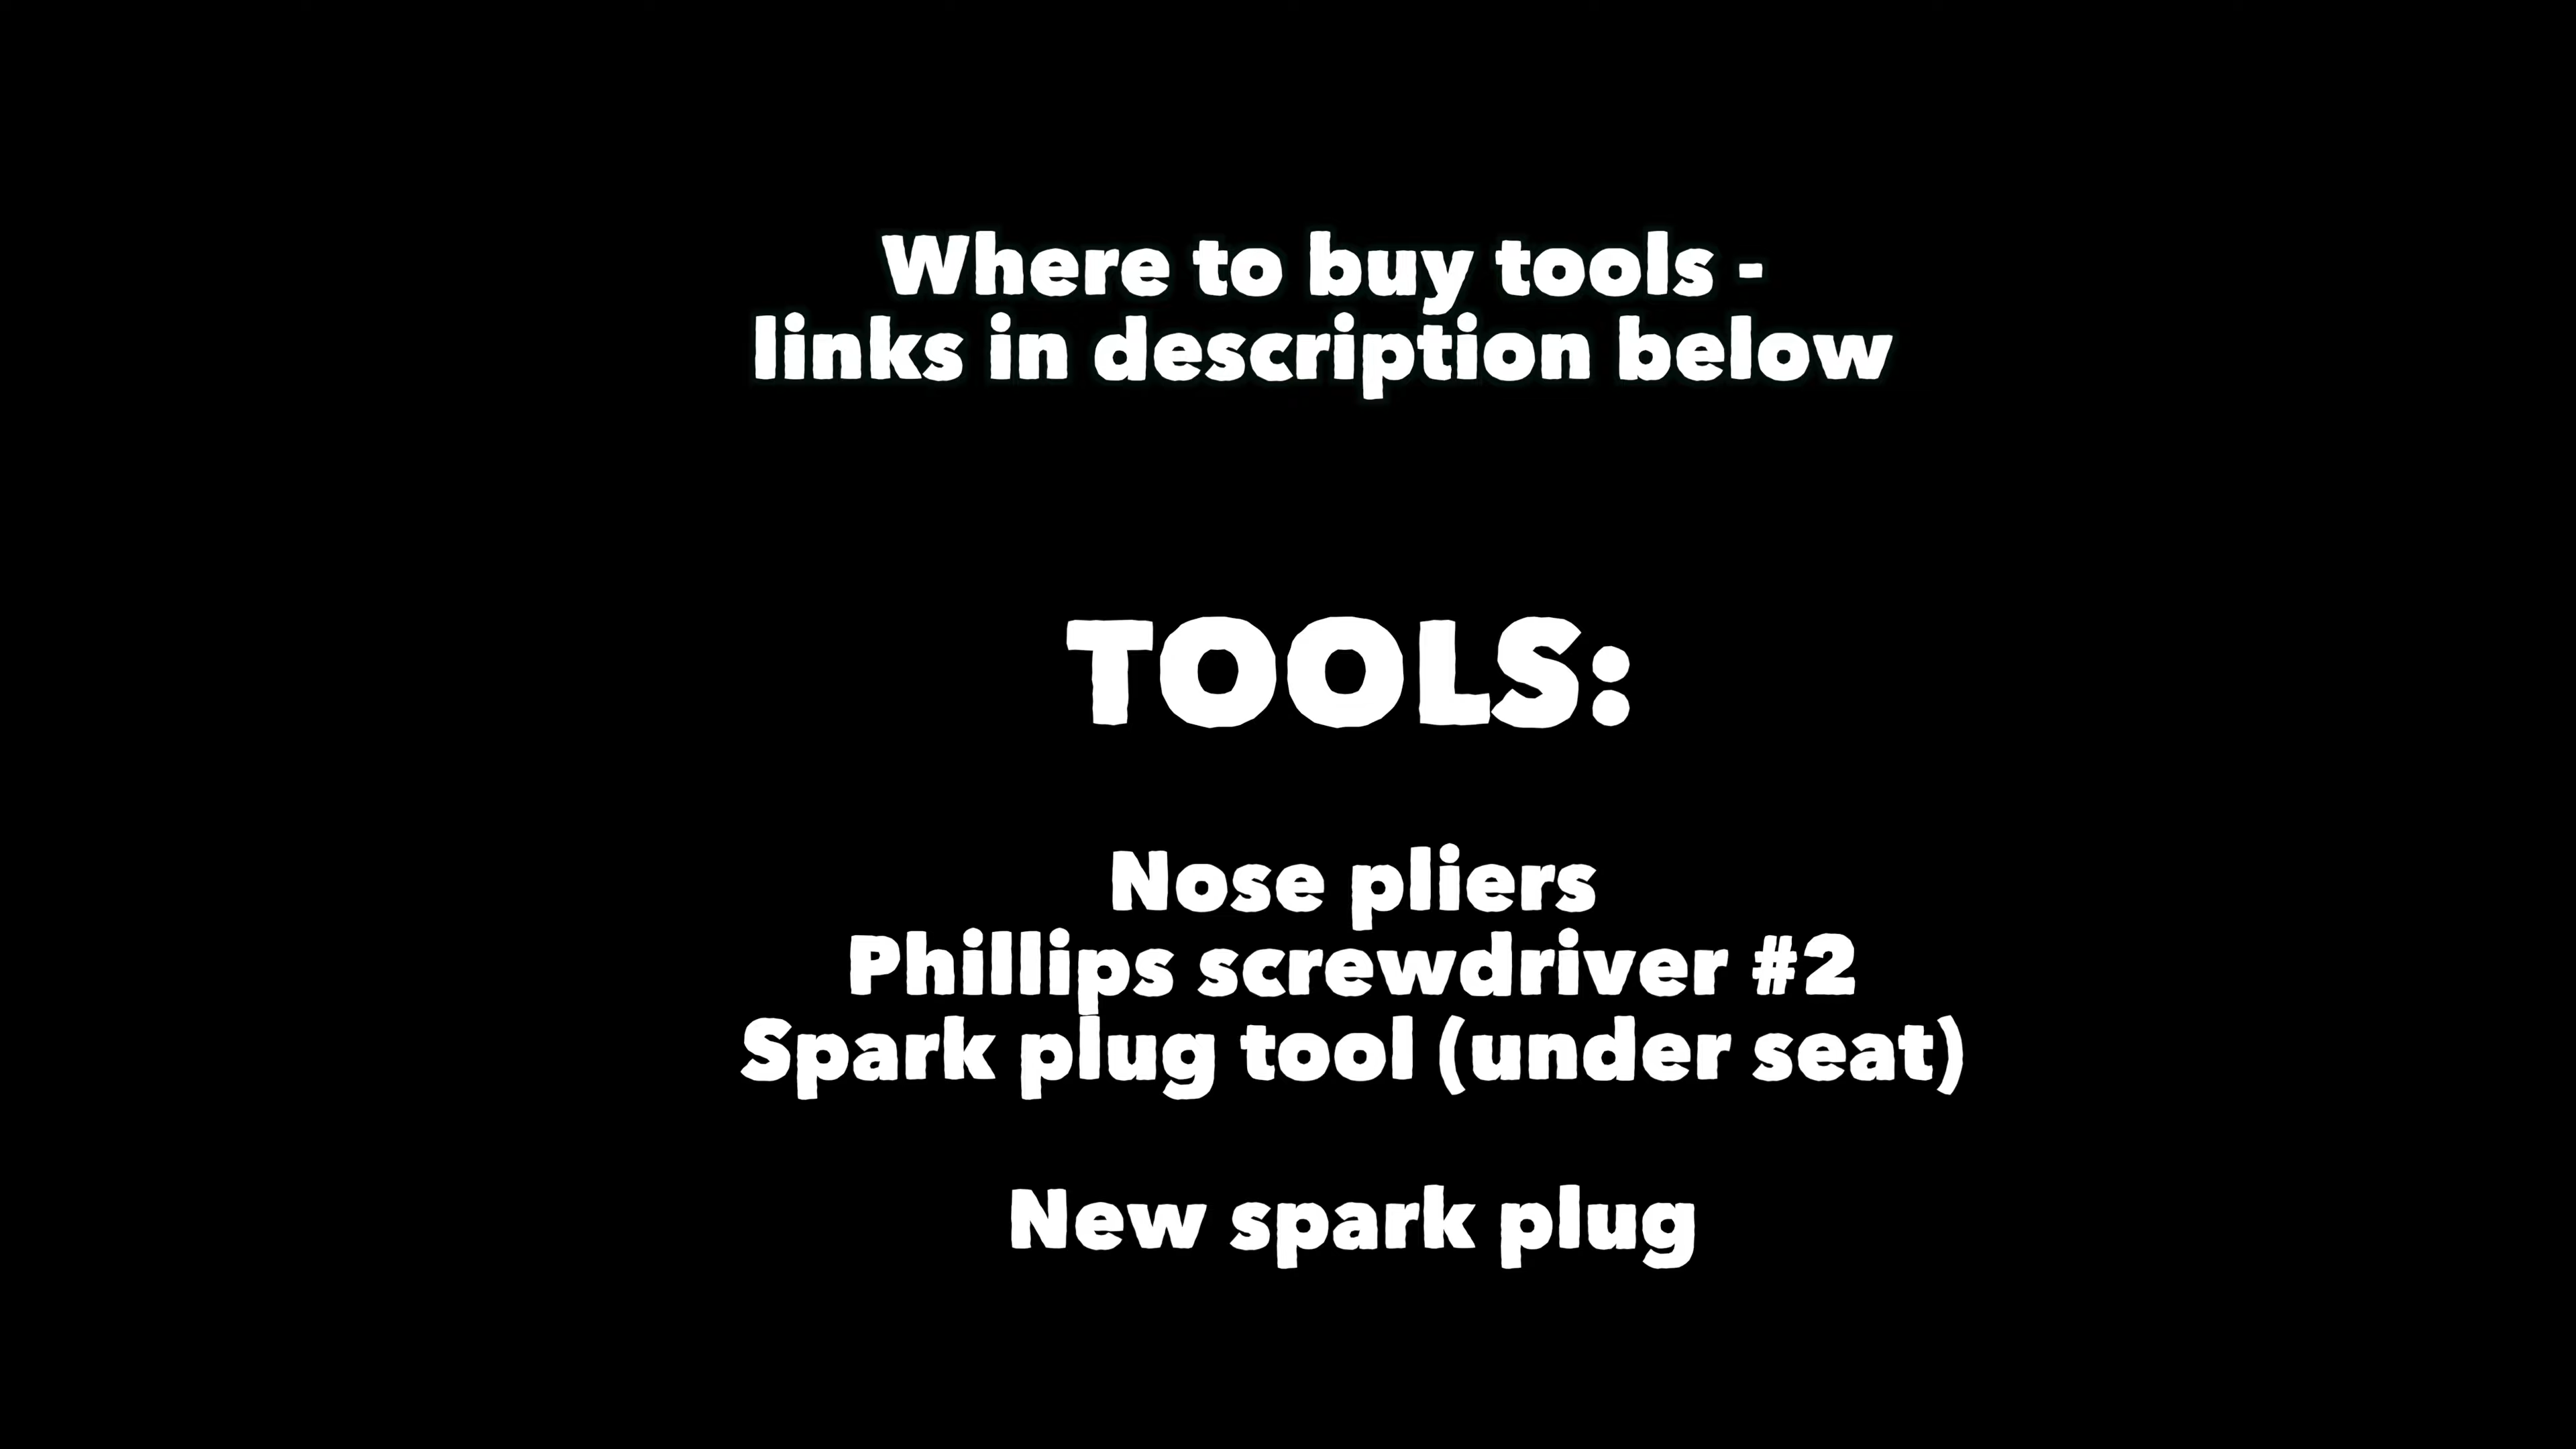 Where to buy tools -
links in description below
TOOLS:
Nose pliers
Phillips screwdriver #2
Spark plug tool (under seat)
New spark plug